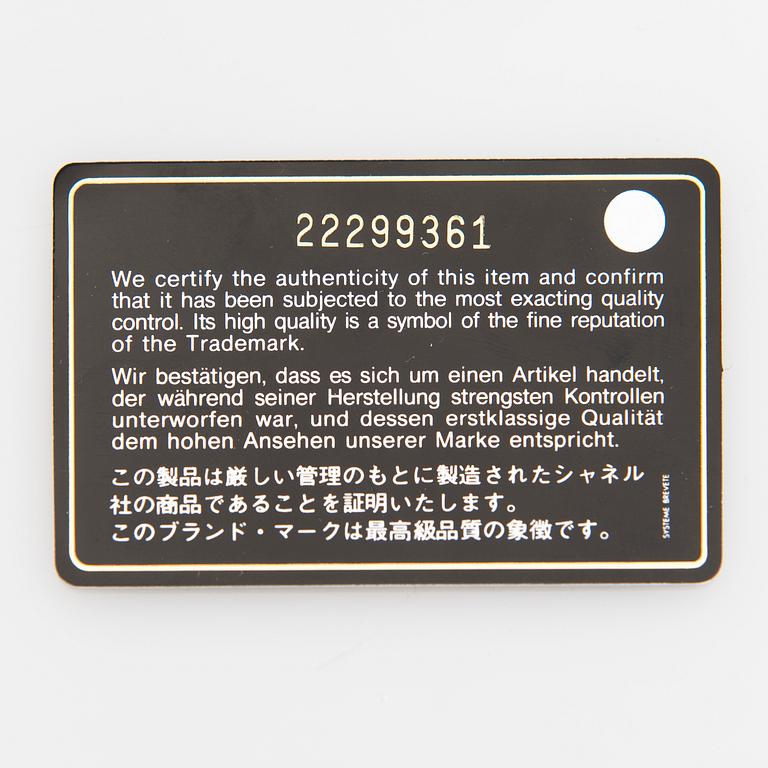 22299361
We certify the authenticity of this item and confirm
that it has been subjected to the most exacting quality
control. Its high quality is a symbol of the fine reputation
of the Trademark.
Wir bestätigen, dass es sich um einen Artikel handelt,
der während seiner Herstellung strengsten Kontrollen
unterworfen war, und dessen erstklassige Qualität
dem hohen Ansehen unserer Marke entspricht.
この製品は厳しい管理のもとに製造されたシャネル
社の商品であることを証明いたします。
このブランド・マークは最高級品質の象徴です。
SYSTEME BREVETE